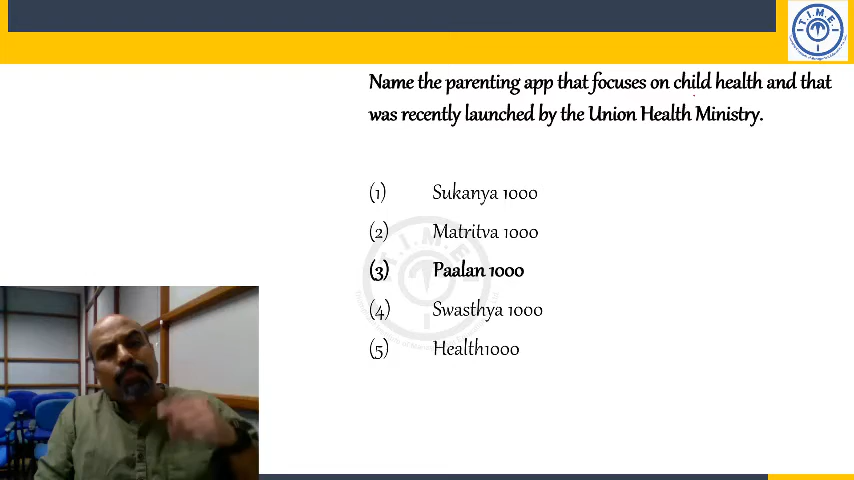 T.I.M.E.
Name the parenting app that focuses on child health and that
was recently launched by the Union Health Ministry.
(1) Sukanya 1000
(2) Matritva 1000
(3) Paalan 1000
(4) Swasthya 1000
(5) Health1000